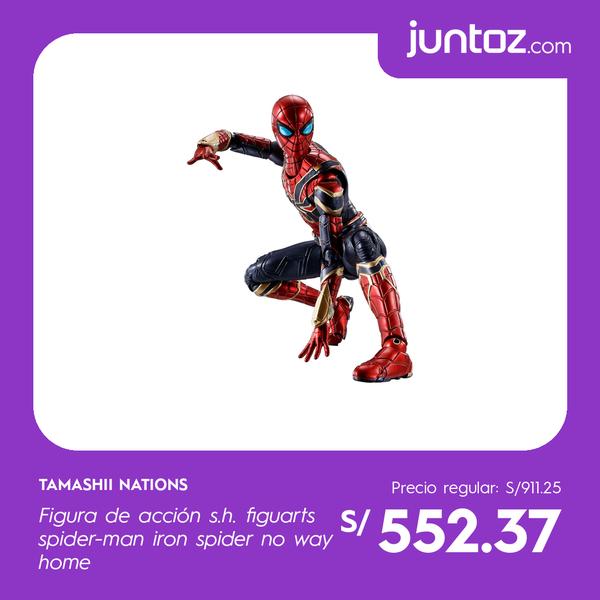 juntoz.com
TAMASHII NATIONS
Figura de acción s.h. figuarts
spider-man iron spider no way
home
Precio regular: S/911.25
S/ 552.37